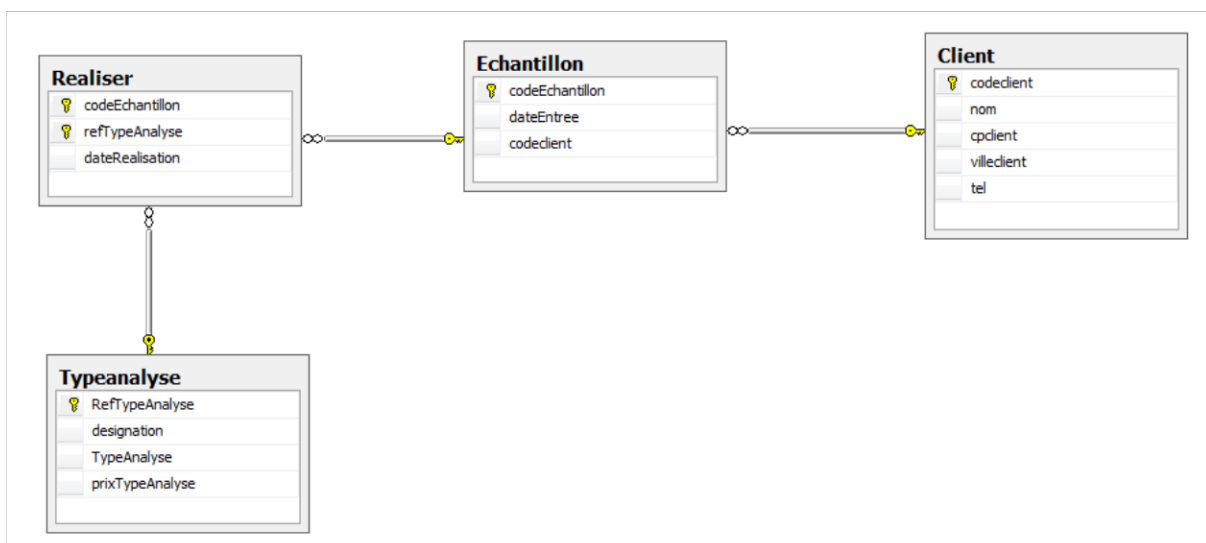 Realiser
codeEchantillon
refTypeAnalyse
dateRealisation
Echantillon
codeEchantillon
dateEntree
codeclient
Client
codeclient
nom
cpclient
villeclient
tel
Typeanalyse
RefTypeAnalyse
designation
TypeAnalyse
prixTypeAnalyse